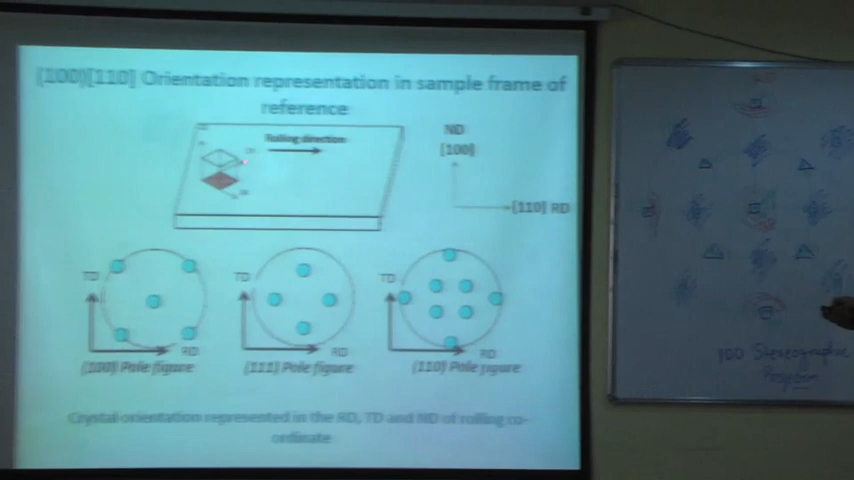 (100)[110] Orientation representation in sample frame of
reference
Rolling direction
ND
[100]
[110] RD
TD
RD
(100) Pole figure
TD
RD
(111) Pole figure
TD
RD
(110) Pole figure
Crystal orientation represented in the RD, TD and ND of rolling co-
ordinate
100 Stereographic